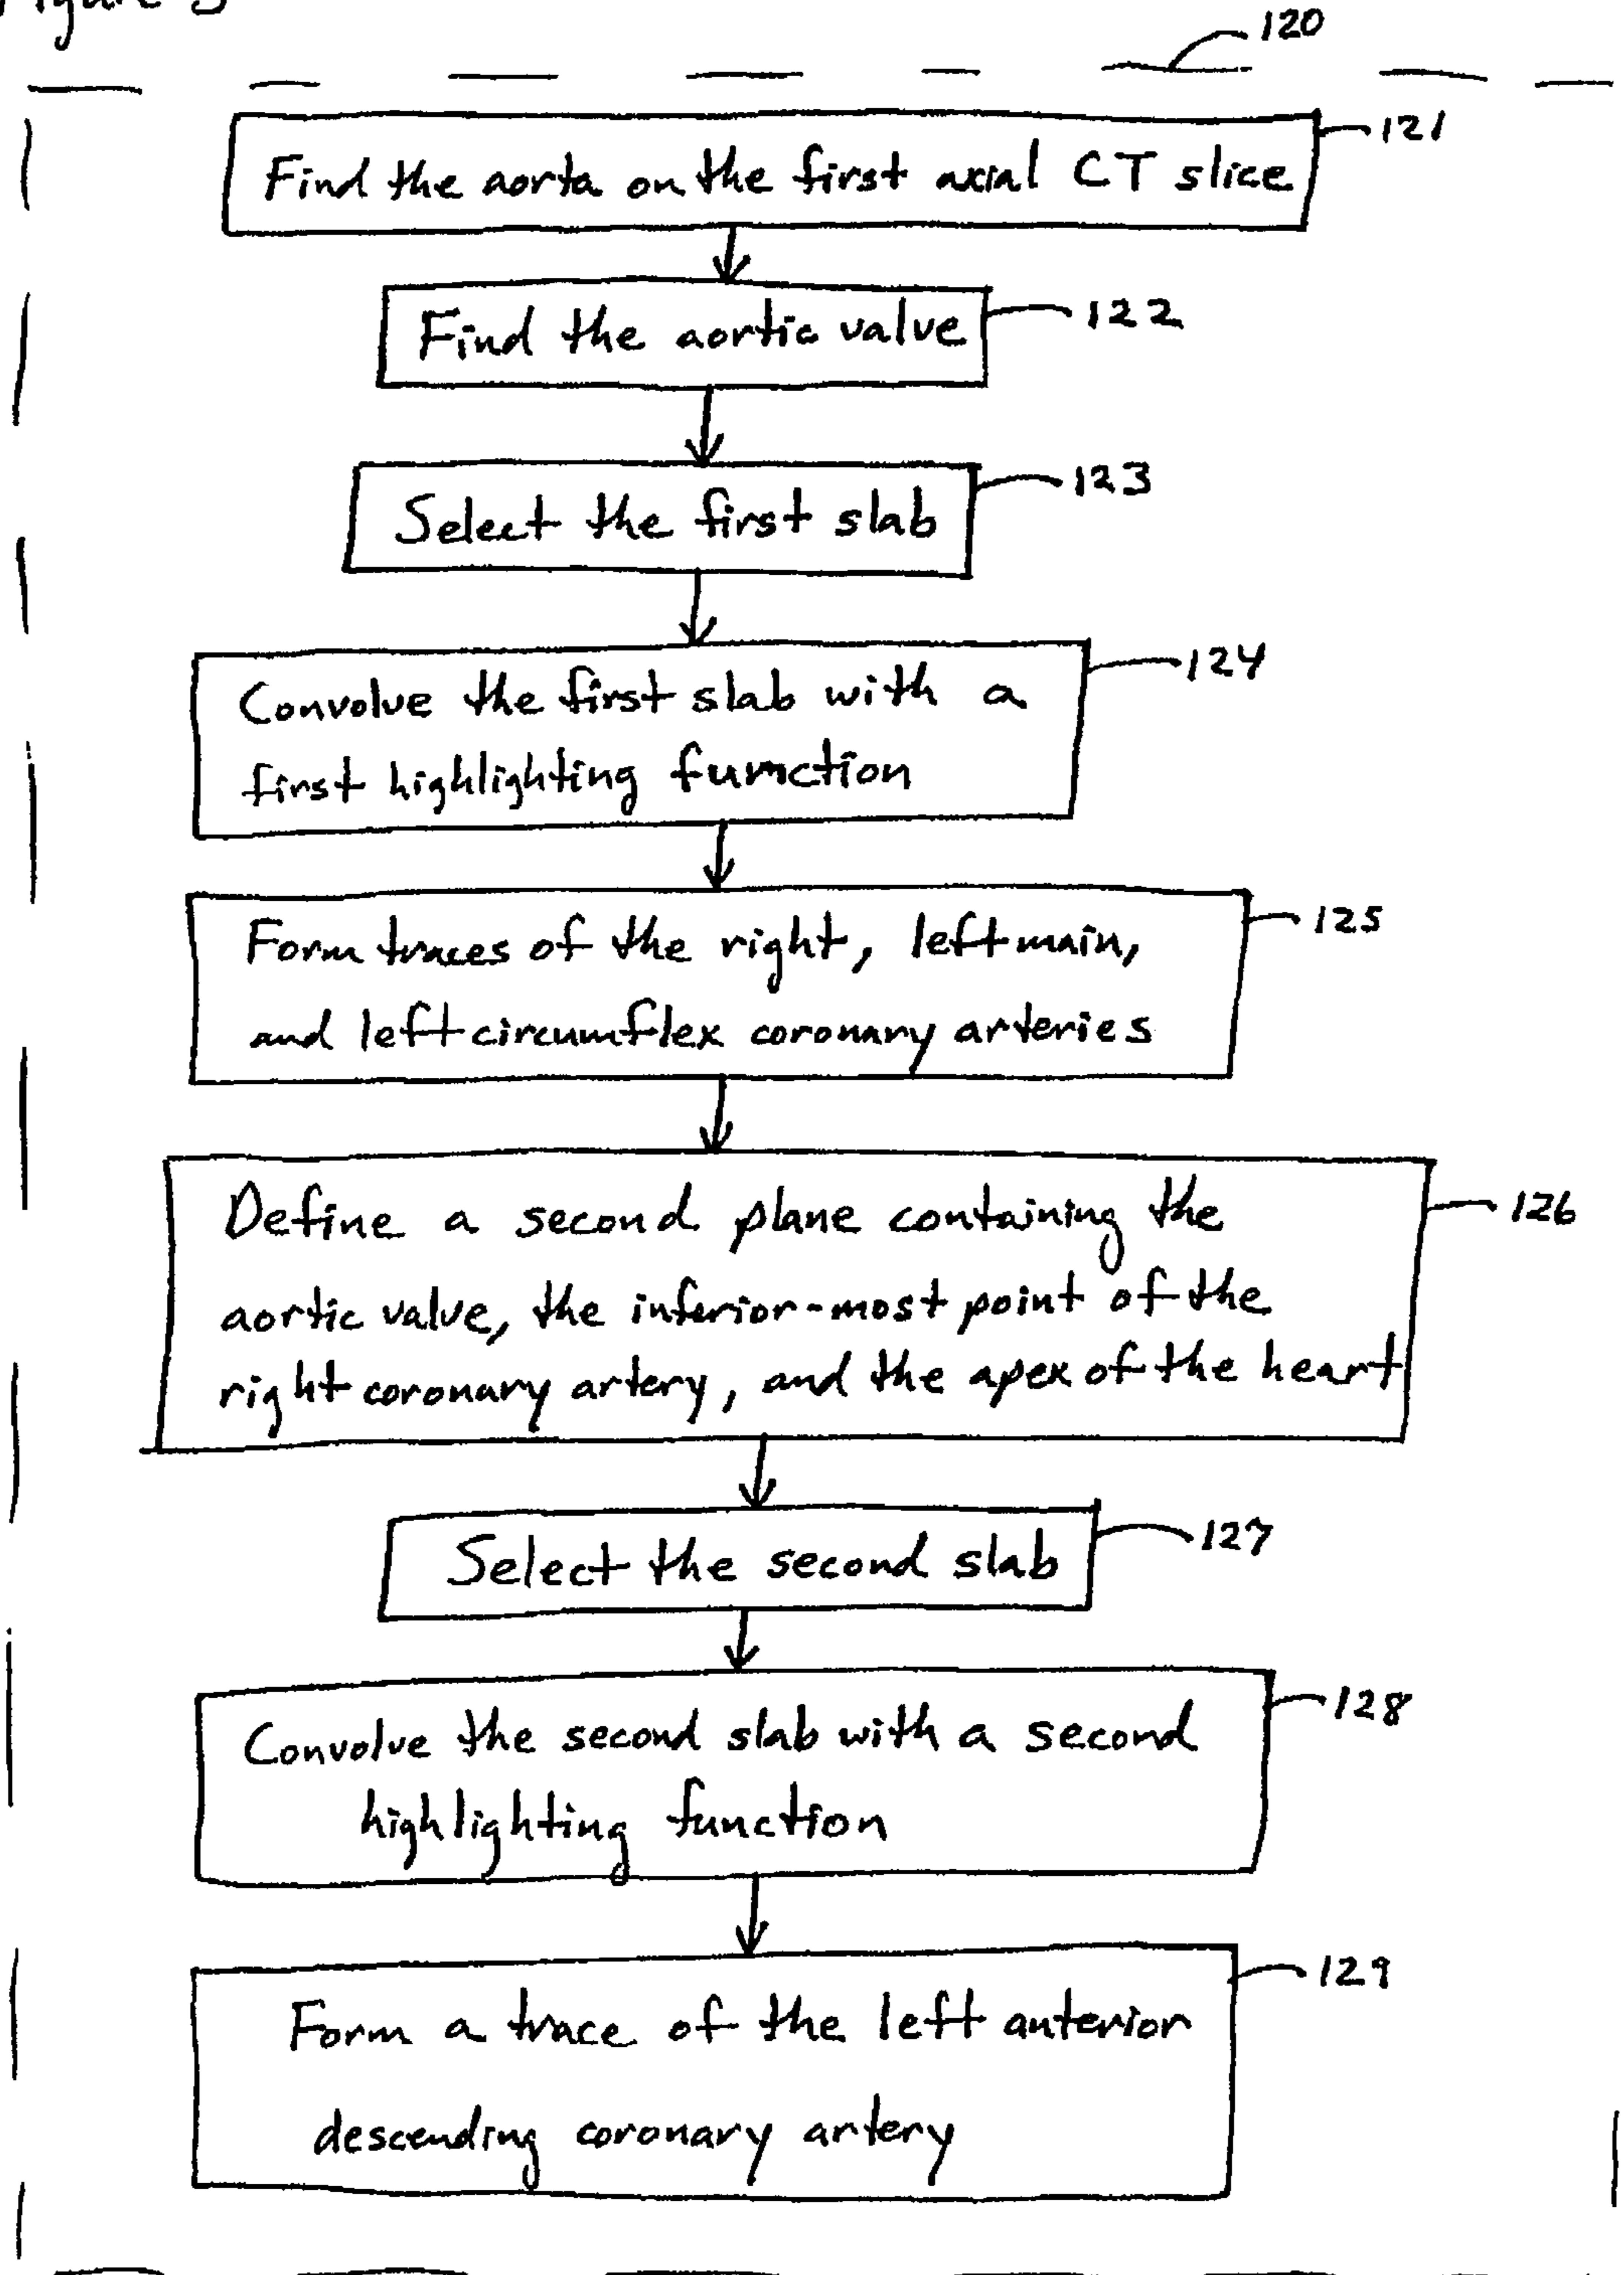 120
Find the aorta on the first axial CT slice
121
Find the aortic valve
122
Select the first slab
123
Convolve the first slab with a
first highlighting function
124
Form traces of the right, left main,
and left circumflex coronary arteries
125
Define a second plane containing the
aortic valve, the inferior-most point of the
right coronary artery, and the apex of the heart
126
Select the second slab
127
Convolve the second slab with a second
highlighting function
128
Form a trace of the left anterior
descending coronary artery
129